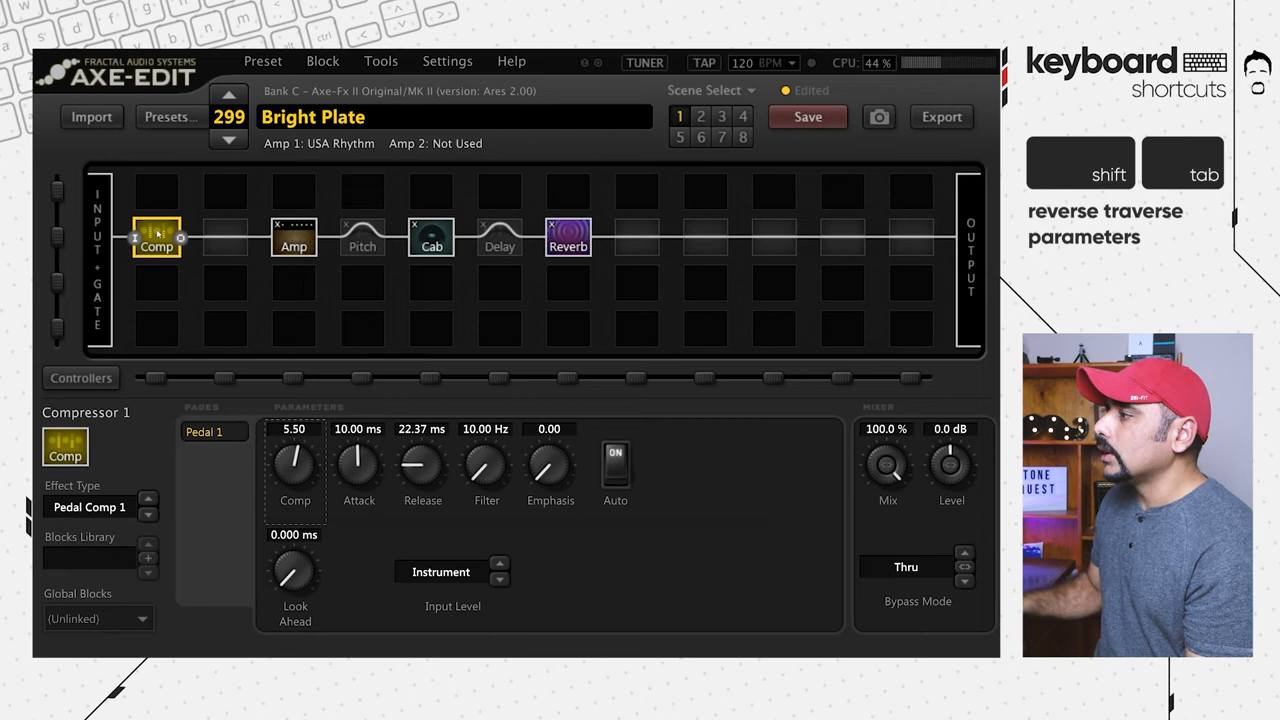 FRACTAL AUDIO SYSTEMS
AXE-EDIT
Preset Block Tools Settings Help
TUNER TAP 120 BPM CPU: 44 %
Bank C - Axe-Fx II Original/MK II (version: Ares 2.00)
Scene Select
Edited
Import Presets... 299 Bright Plate
1 2 3 4
5 6 7 8
Save Export
Amp 1: USA Rhythm Amp 2: Not Used
INPUT + GATE
I Comp O
X Amp
X Pitch
X Cab
X Delay
X Reverb
OUTPUT
Controllers
Compressor 1
Comp
Effect Type
Pedal Comp 1
Blocks Library
Global Blocks
(Unlinked)
PAGES
Pedal 1
PARAMETERS
5.50 10.00 ms 22.37 ms 10.00 Hz 0.00
ON
Comp Attack Release Filter Emphasis Auto
0.000 ms
Look
Ahead
Instrument
Input Level
MIXER
100.0 % 0.0 dB
Mix Level
Thru
Bypass Mode
keyboard
shortcuts
shift tab
reverse traverse
parameters
TONE
QUEST